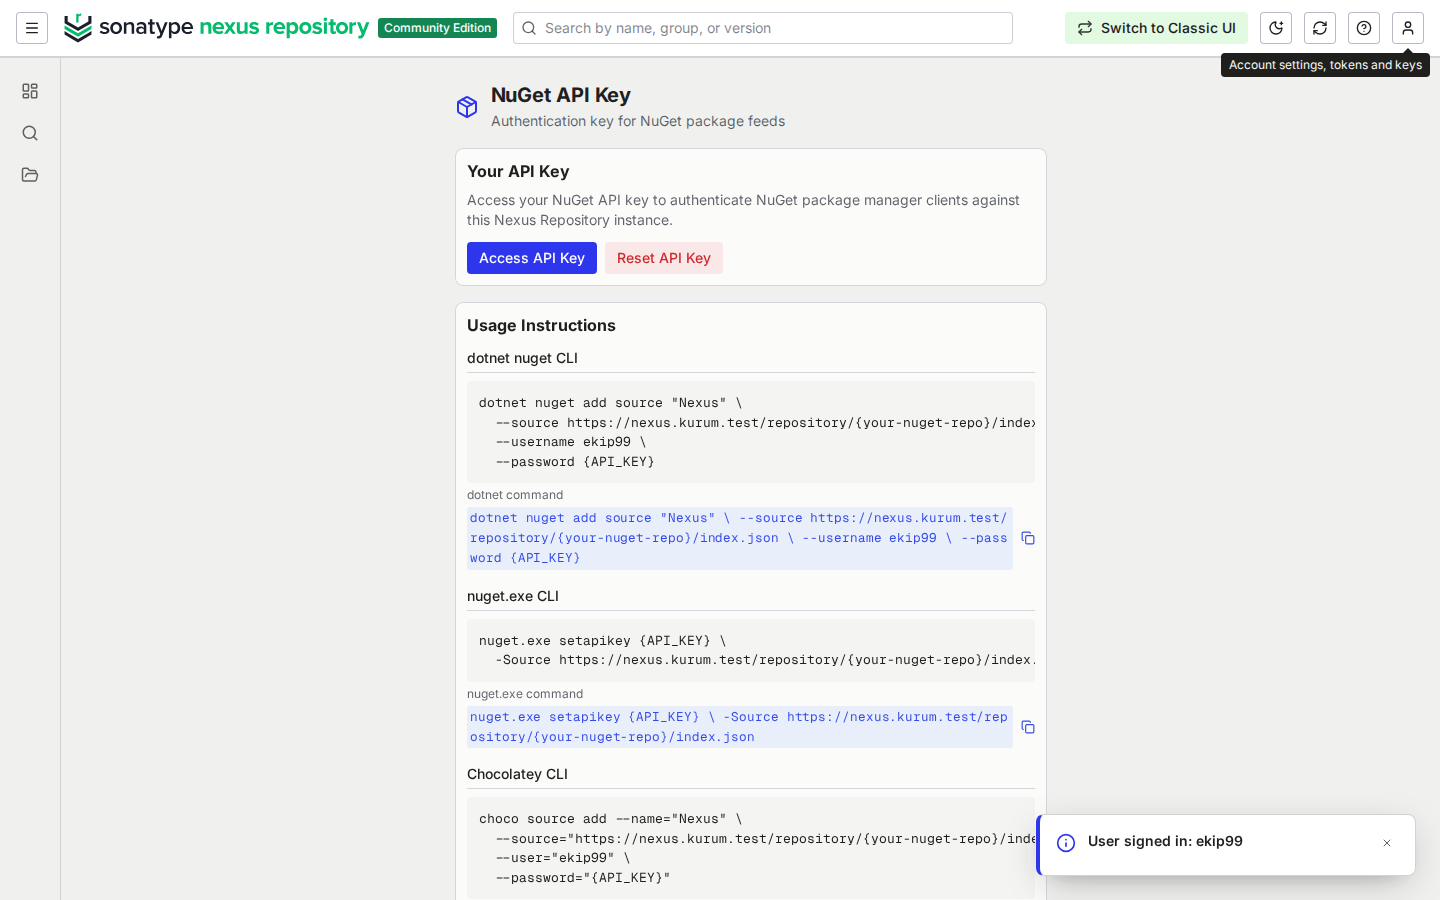 sonatype nexus repository Community Edition
Search by name, group, or version
Switch to Classic UI
Account settings, tokens and keys
NuGet API Key
Authentication key for NuGet package feeds
Your API Key
Access your NuGet API key to authenticate NuGet package manager clients against
this Nexus Repository instance.
Access API Key Reset API Key
Usage Instructions
dotnet nuget CLI
dotnet nuget add source "Nexus" \
--source https://nexus.kurum.test/repository/{your-nuget-repo}/index
--username ekip99 \
--password {API_KEY}
dotnet command
dotnet nuget add source "Nexus" \ --source https://nexus.kurum.test/
repository/{your-nuget-repo}/index.json \ --username ekip99 \ --pass
word {API_KEY}
nuget.exe CLI
nuget.exe setapikey {API_KEY} \
-Source https://nexus.kurum.test/repository/{your-nuget-repo}/index.
nuget.exe command
nuget.exe setapikey {API_KEY} \ -Source https://nexus.kurum.test/rep
ository/{your-nuget-repo}/index.json
Chocolatey CLI
choco source add --name="Nexus" \
--source="https://nexus.kurum.test/repository/{your-nuget-repo}/inde
--user="ekip99" \
--password="{API_KEY}"
User signed in: ekip99